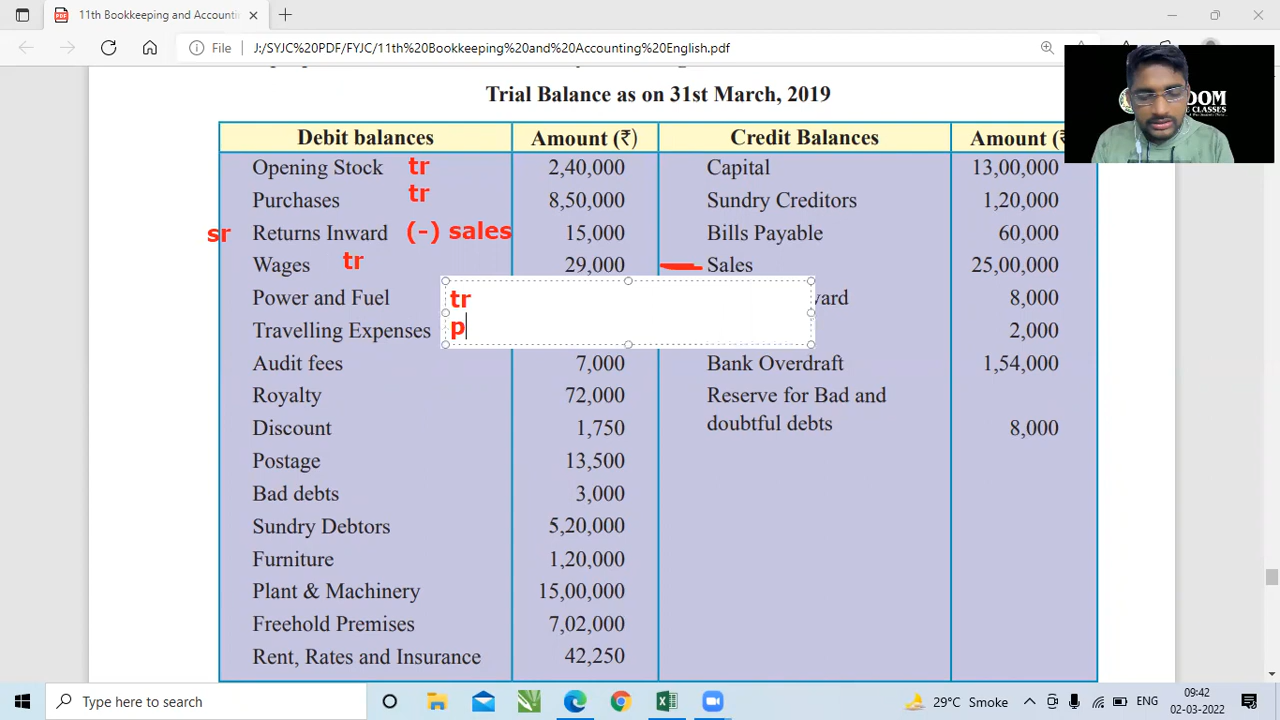 11th Bookkeeping and Accounti
File J:/SYJC%20PDF/FYJC/11th%20Bookkeeping%20and%20Accounting%20English.pdf
Trial Balance as on 31st March, 2019
Debit balances Amount (₹) Credit Balances Amount (₹
Opening Stock tr 2,40,000 Capital 13,00,000
Purchases tr 8,50,000 Sundry Creditors 1,20,000
sr Returns Inward (-) sales 15,000 Bills Payable 60,000
Wages tr 29,000 Sales 25,00,000
Power and Fuel tr ward 8,000
Travelling Expenses p 2,000
Audit fees 7,000 Bank Overdraft 1,54,000
Royalty 72,000 Reserve for Bad and
Discount 1,750 doubtful debts 8,000
Postage 13,500
Bad debts 3,000
Sundry Debtors 5,20,000
Furniture 1,20,000
Plant & Machinery 15,00,000
Freehold Premises 7,02,000
Rent, Rates and Insurance 42,250
Type here to search
29°C Smoke ENG 09:42
02-03-2022